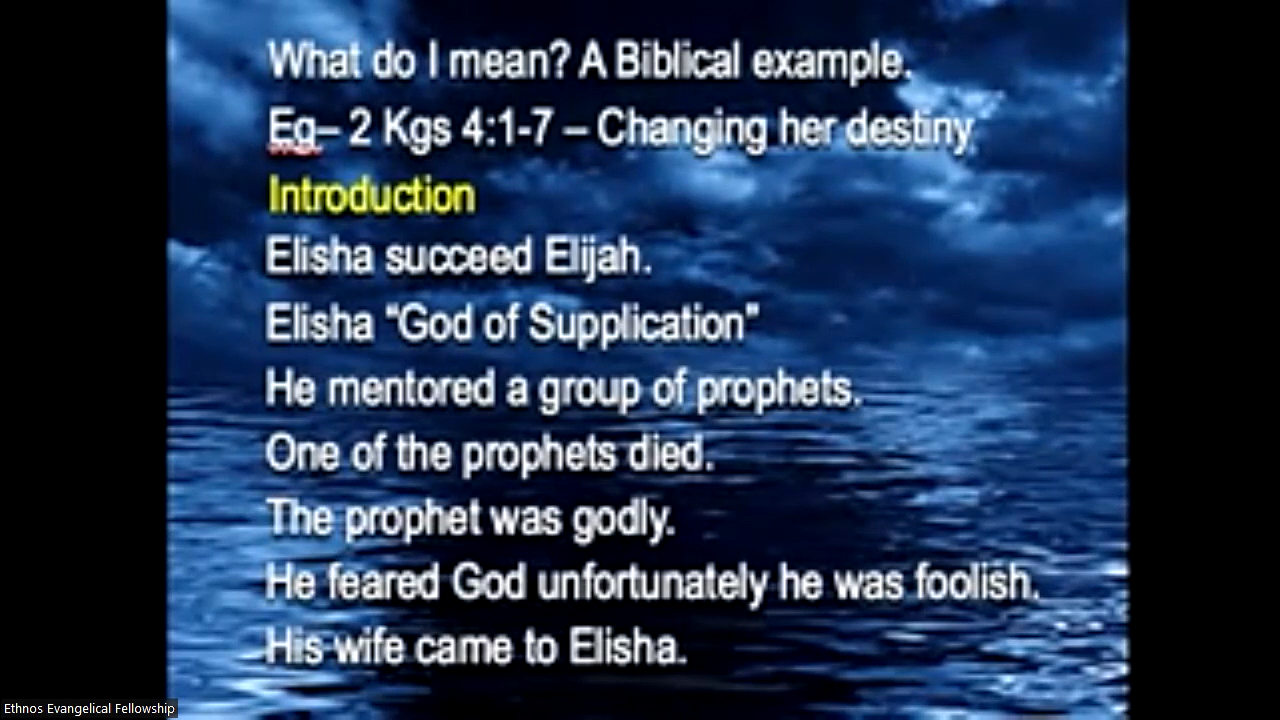 What do I mean? A Biblical example.
Eg– 2 Kgs 4:1-7 – Changing her destiny
Introduction
Elisha succeed Elijah.
Elisha “God of Supplication”
He mentored a group of prophets.
One of the prophets died.
The prophet was godly.
He feared God unfortunately he was foolish.
His wife came to Elisha.
Ethnos Evangelical Fellowship